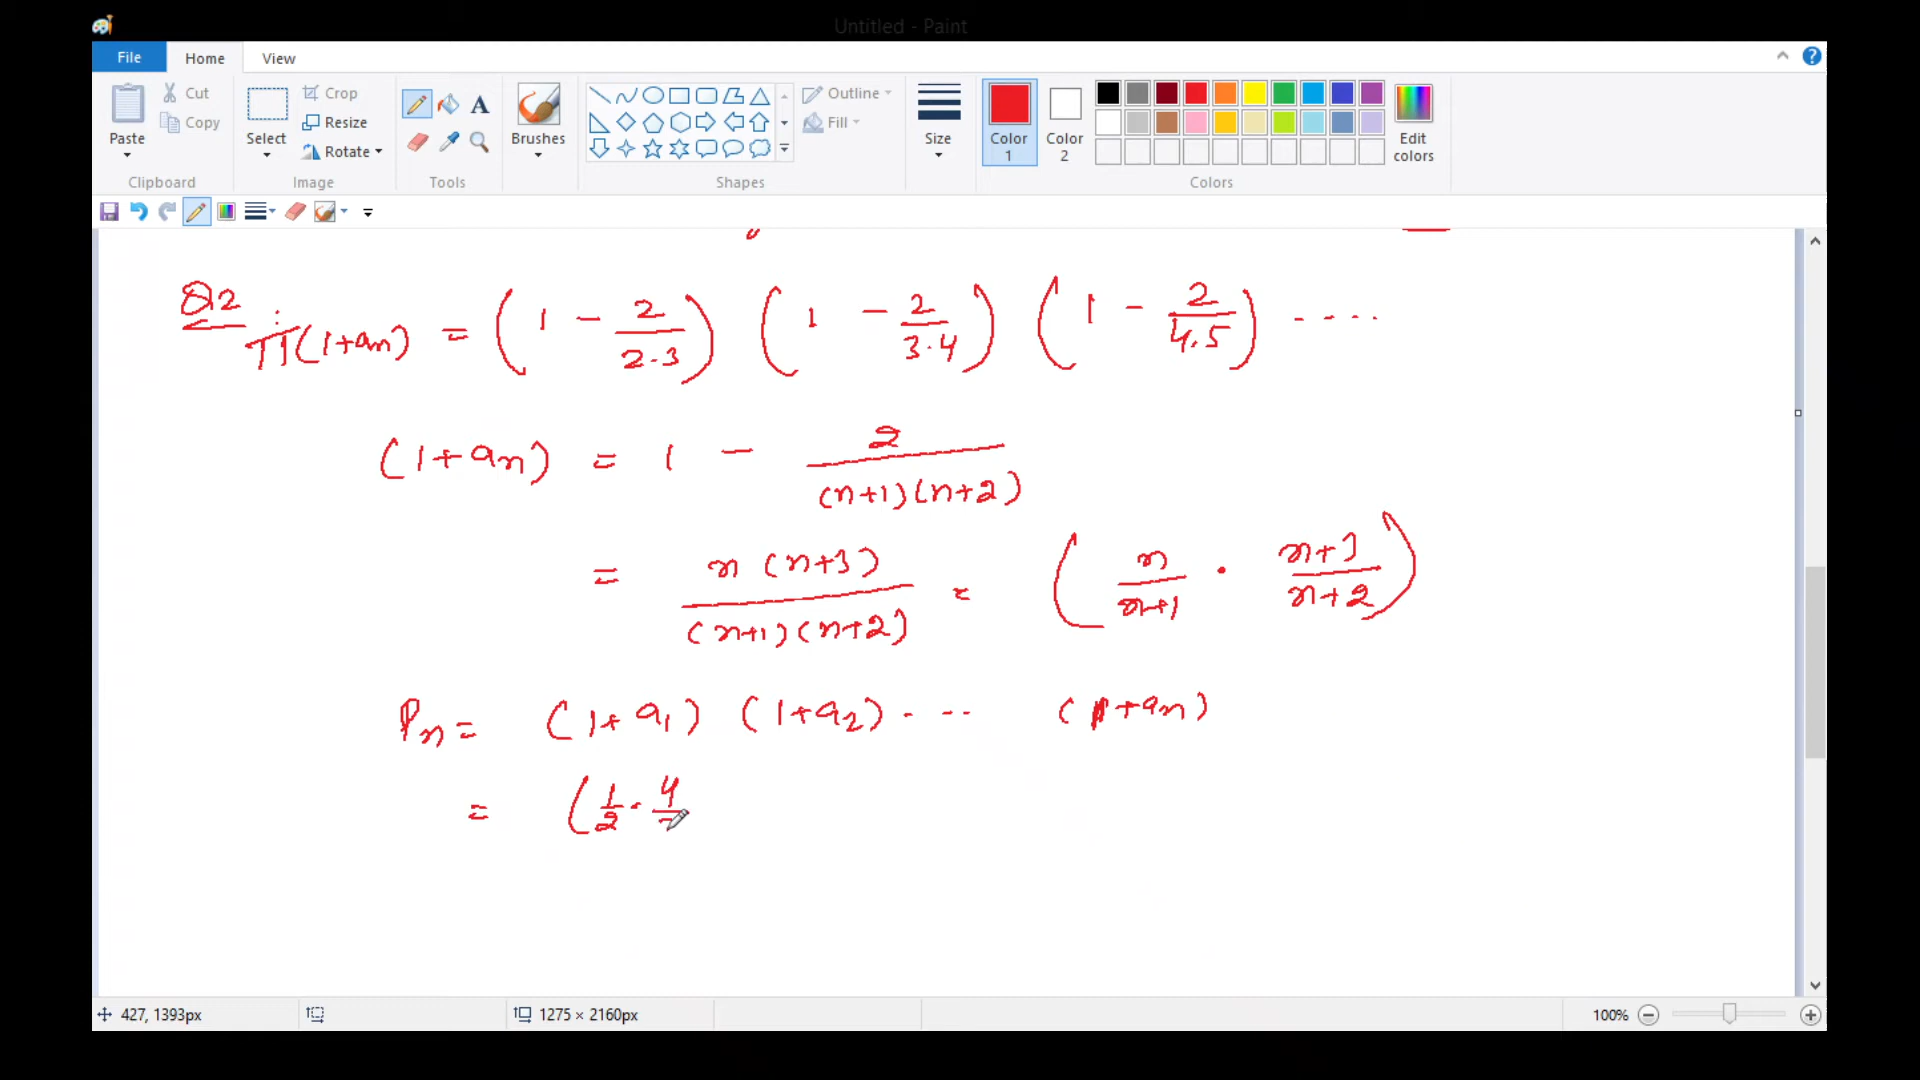 Untitled - Paint
File Home View
Paste Cut Copy Select Crop Resize Rotate A Brushes Outline Fill Size Color 1 Color 2 Edit colors
Clipboard Image Tools Shapes Colors
Q2 π(1+an) = (1 - 2/2·3) (1 - 2/3·4) (1 - 2/4.5) - - - -
(1+an) = 1 - 2/(n+1)(n+2)
= n(n+3)/(n+1)(n+2) = (n/n+1 · n+3/n+2)
Pn = (1+a1) (1+a2) - -- (1+an)
= (1/2 · 4/
427, 1393px 1275 × 2160px 100%